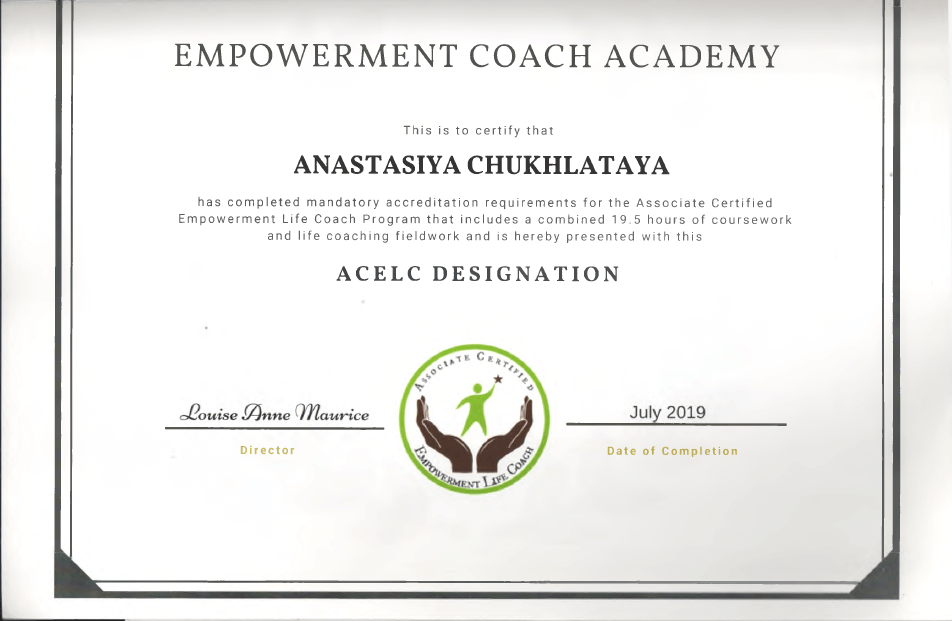 EMPOWERMENT COACH ACADEMY
This is to certify that
ANASTASIYA CHUKHLATAYA
has completed mandatory accreditation requirements for the Associate Certified
Empowerment Life Coach Program that includes a combined 19.5 hours of coursework
and life coaching fieldwork and is hereby presented with this
ACELC DESIGNATION
ASSOCIATE CERTIFIED
EMPOWERMENT LIFE COACH
Louise Anne Maurice
Director
July 2019
Date of Completion